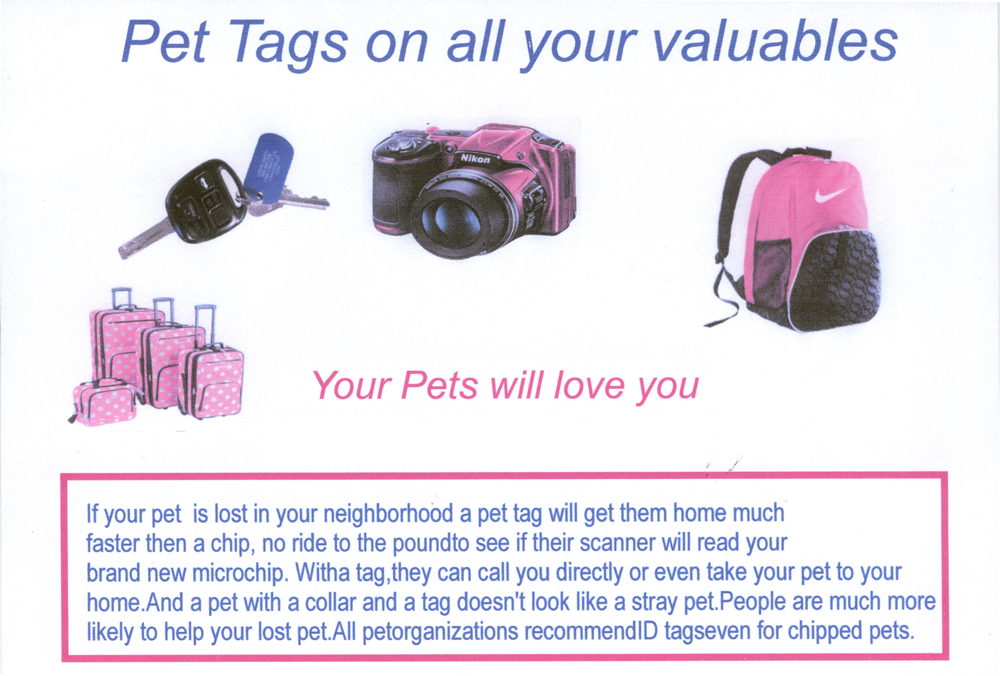 Pet Tags on all your valuables
Nikon
Your Pets will love you
If your pet  is lost in your neighborhood a pet tag will get them home much
faster then a chip, no ride to the poundto see if their scanner will read your
brand new microchip. Witha tag,they can call you directly or even take your pet to your
home.And a pet with a collar and a tag doesn't look like a stray pet.People are much more
likely to help your lost pet.All petorganizations recommendID tagseven for chipped pets.